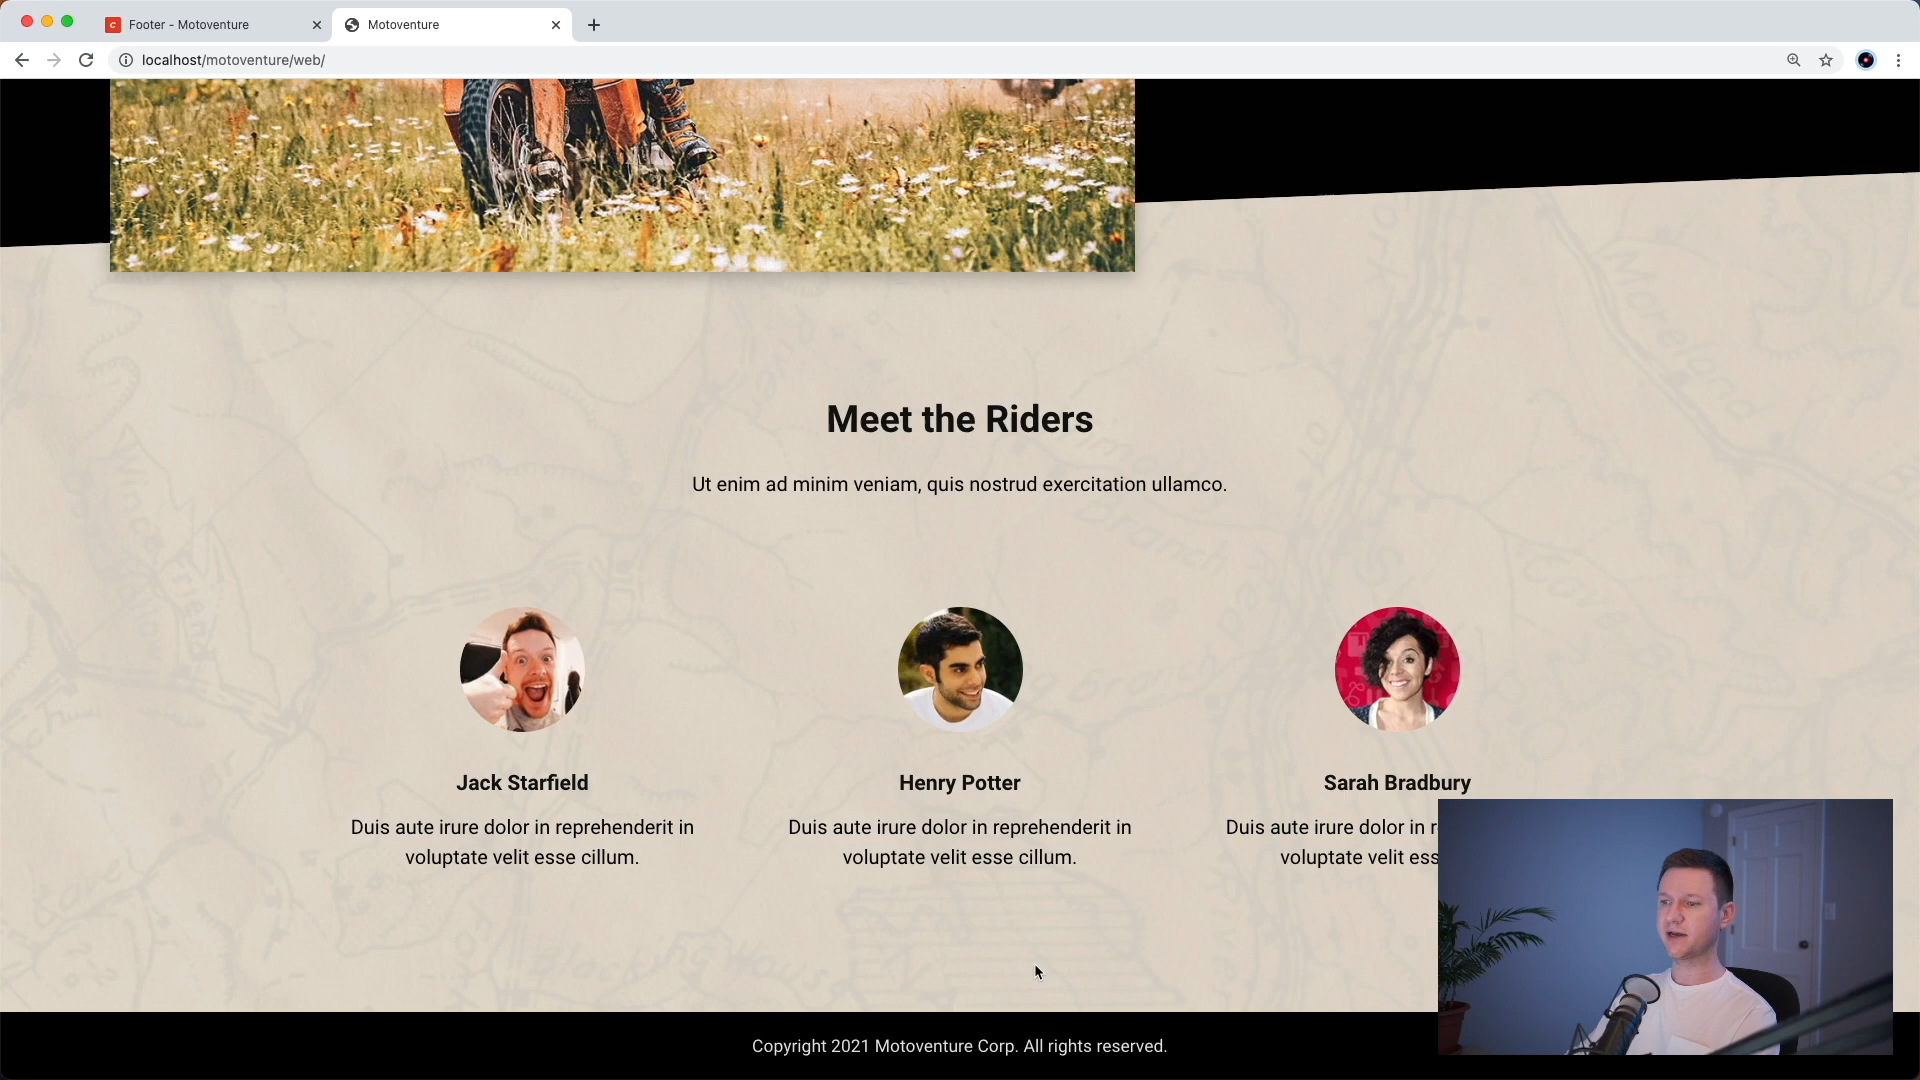 Footer - Motoventure
Motoventure
localhost/motoventure/web/
Meet the Riders
Ut enim ad minim veniam, quis nostrud exercitation ullamco.
Jack Starfield
Henry Potter
Sarah Bradbury
Duis aute irure dolor in reprehenderit in
voluptate velit esse cillum.
Duis aute irure dolor in reprehenderit in
voluptate velit esse cillum.
Duis aute irure dolor in
voluptate velit ess
Copyright 2021 Motoventure Corp. All rights reserved.